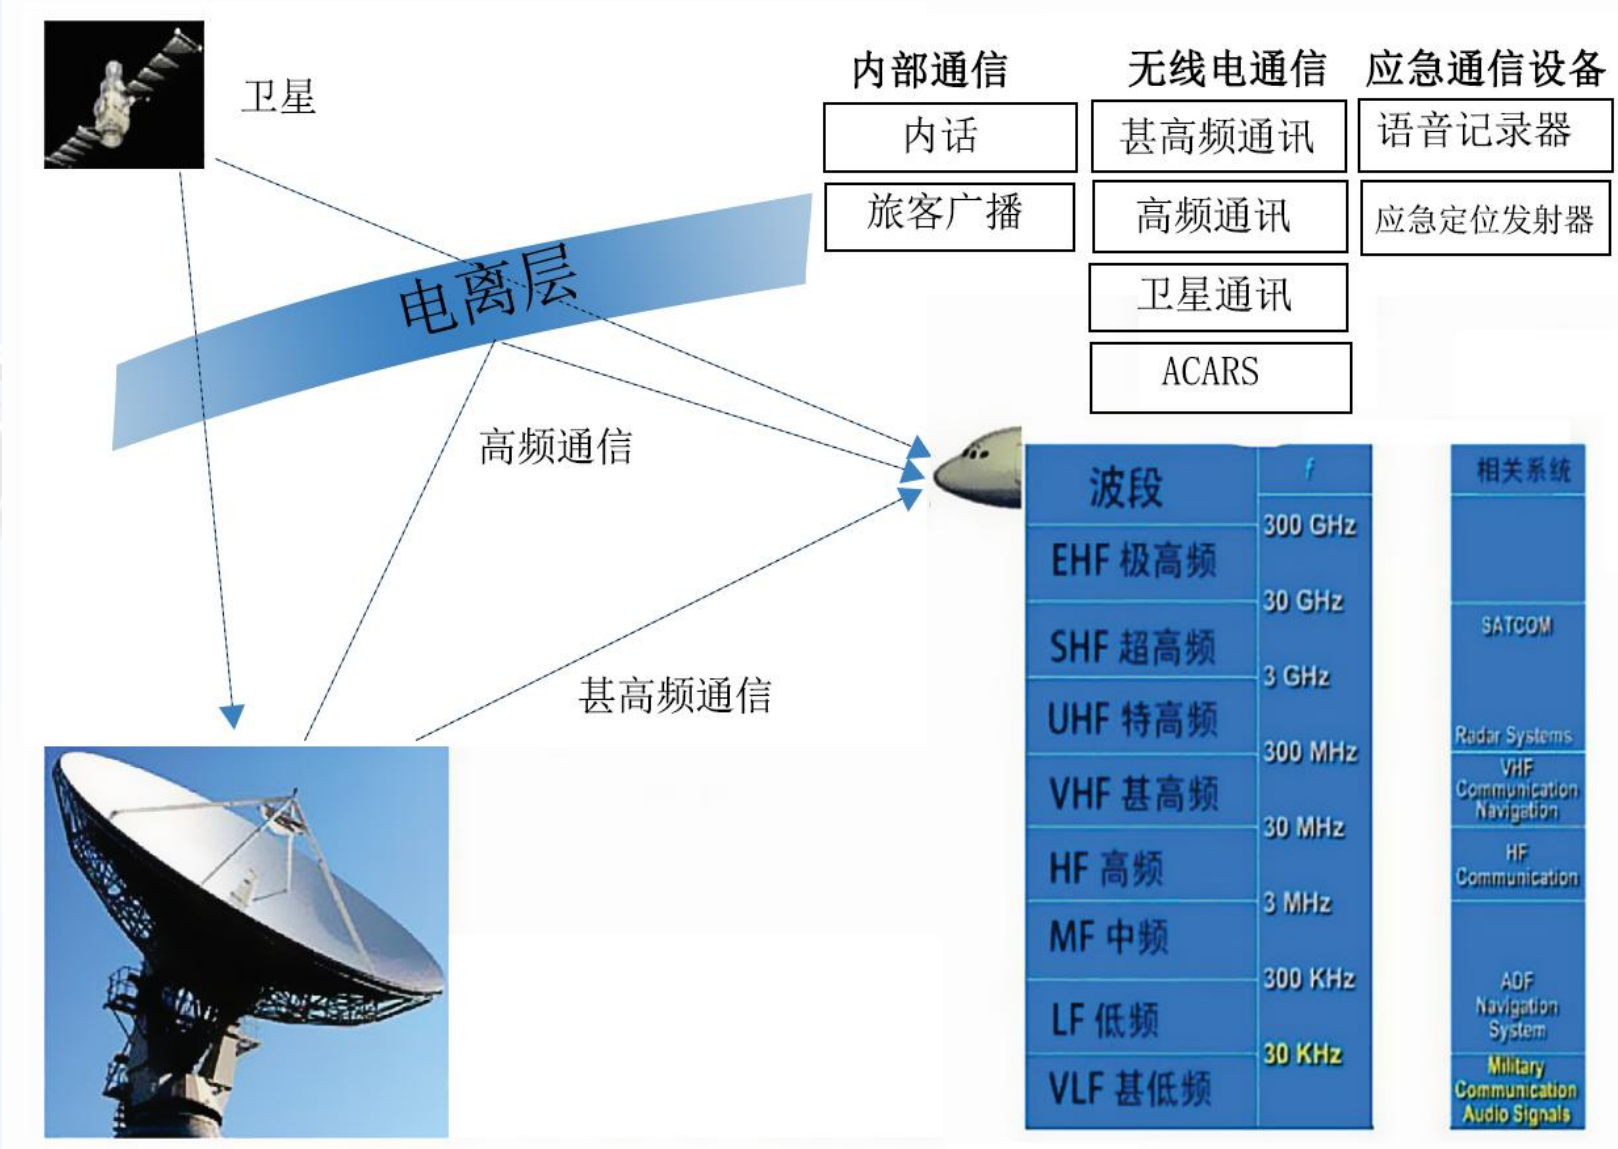 卫星
内部通信
无线电通信
应急通信设备
内话
甚高频通讯
语音记录器
旅客广播
高频通讯
应急定位发射器
卫星通讯
ACARS
电离层
高频通信
甚高频通信
波段
f
EHF 极高频
SHF 超高频
UHF 特高频
VHF 甚高频
HF 高频
MF 中频
LF 低频
VLF 甚低频
300 GHz
30 GHz
3 GHz
300 MHz
30 MHz
3 MHz
300 KHz
30 KHz
相关系统
SATCOM
Radar Systems
VHF
Communication
Navigation
HF
Communication
ADF
Navigation
System
Military
Communication
Audio Signals